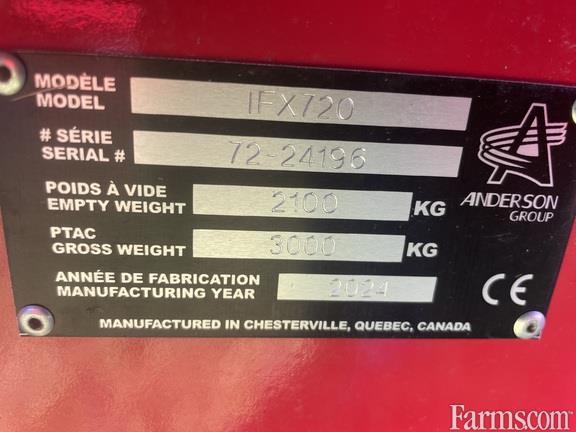 MODÈLE
MODEL
IFX720
# SÉRIE
SERIAL #
72-24196
POIDS À VIDE
EMPTY WEIGHT
2100 KG
PTAC
GROSS WEIGHT
3000 KG
ANNÉE DE FABRICATION
MANUFACTURING YEAR
2024
ANDERSON
GROUP
CE
MANUFACTURED IN CHESTERVILLE, QUEBEC, CANADA
Farms.com